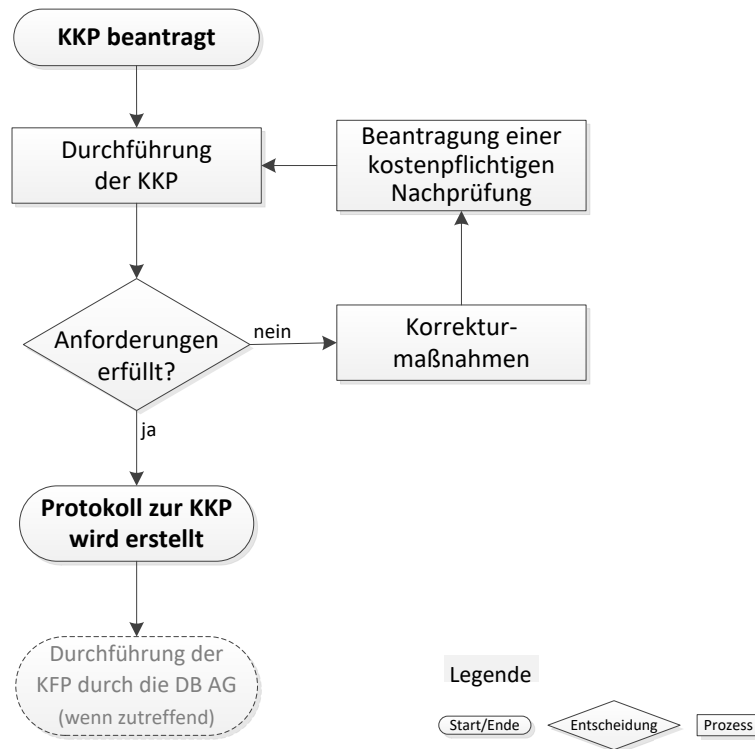 KKP beantragt
Durchführung
der KKP
Beantragung einer
kostenpflichtigen
Nachprüfung
Anforderungen
erfüllt?
nein
Korrektur-
maßnahmen
ja
Protokoll zur KKP
wird erstellt
Durchführung der
KFP durch die DB AG
(wenn zutreffend)
Legende
Start/Ende
Entscheidung
Prozess